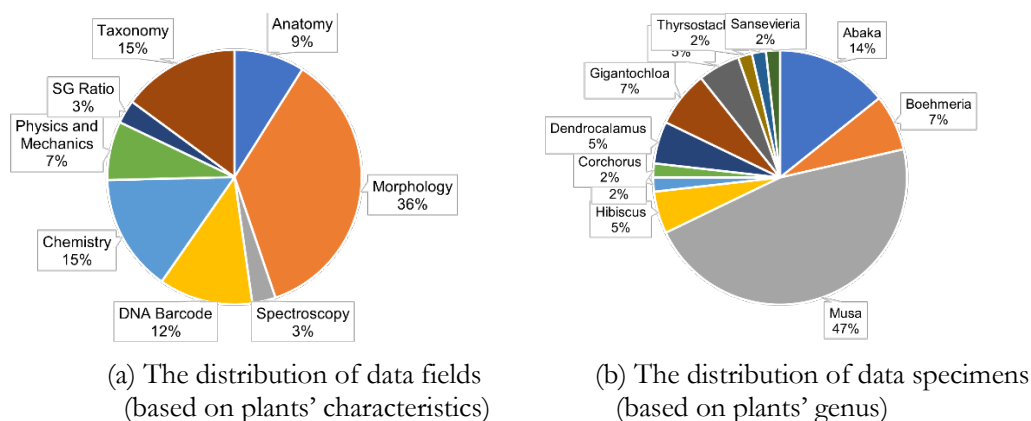 Taxonomy
15%
Anatomy
9%
SG Ratio
3%
Physics and
Mechanics
7%
Morphology
36%
Chemistry
15%
DNA Barcode
12%
Spectroscopy
3%
(a) The distribution of data fields
(based on plants’ characteristics)
Sansevieria
2%
2%
5%
Abaka
14%
Gigantochloa
7%
Boehmeria
7%
Dendrocalamus
5%
Corchorus
2%
2%
Hibiscus
5%
Musa
47%
(b) The distribution of data specimens
(based on plants’ genus)